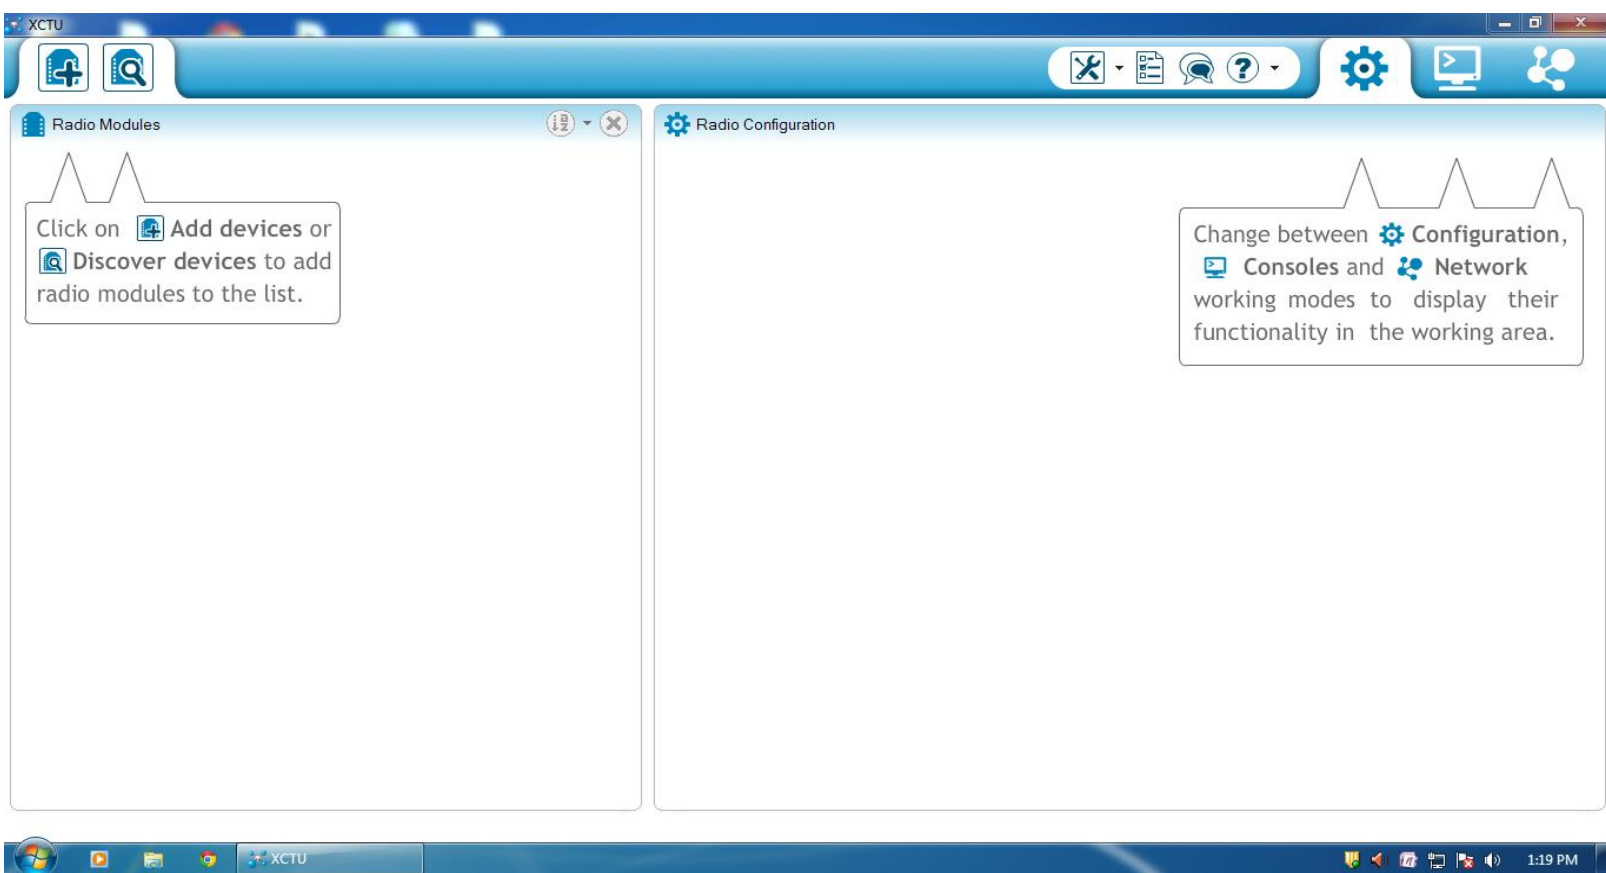 XCTU
Radio Modules
Radio Configuration
Click on Add devices or
Discover devices to add
radio modules to the list.
Change between Configuration,
Consoles and Network
working modes to display their
functionality in the working area.
XCTU
1:19 PM